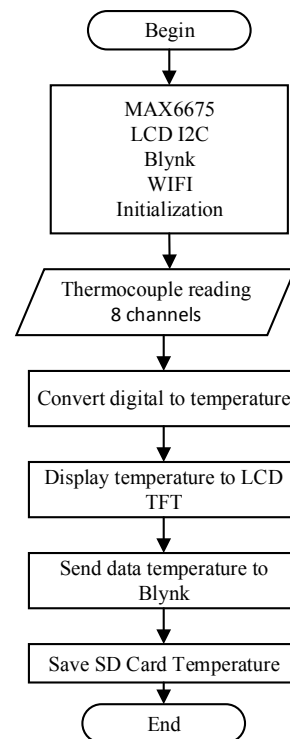 Begin
MAX6675
LCD I2C
Blynk
WIFI
Initialization
Thermocouple reading
8 channels
Convert digital to temperature
Display temperature to LCD
TFT
Send data temperature to
Blynk
Save SD Card Temperature
End